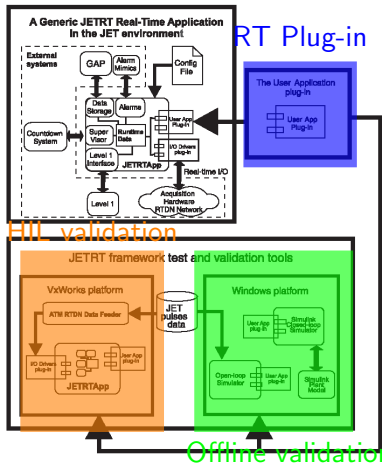 A Generic JETRT Real-Time Application
in the JET environment
RT Plug-in
External
systems
GAP
Alarm
Mimics
Config
File
Data
Storage
Alarms
User App
Plug-in
Countdown
System
Super
Visor
Runtime
Data
I/O Drivers
plug-in
Level 1
Interface
JETRTApp
Real-time I/O
Level 1
Acquisition
Hardware
RTDN Network
The User Application
plug-in
User App
Plug-in
HIL validation
JETRT framework test and validation tools
VxWorks platform
ATM RTDN Data Feeder
I/O Drivers
plug-in
User App
plug-in
JETRTApp
JET
pulses
data
Windows platform
User App
plug-in
Simulink
Closed-loop
Simulator
Open-loop
Simulator
User App
plug-in
Simulink
Plant
Model
Offline validation